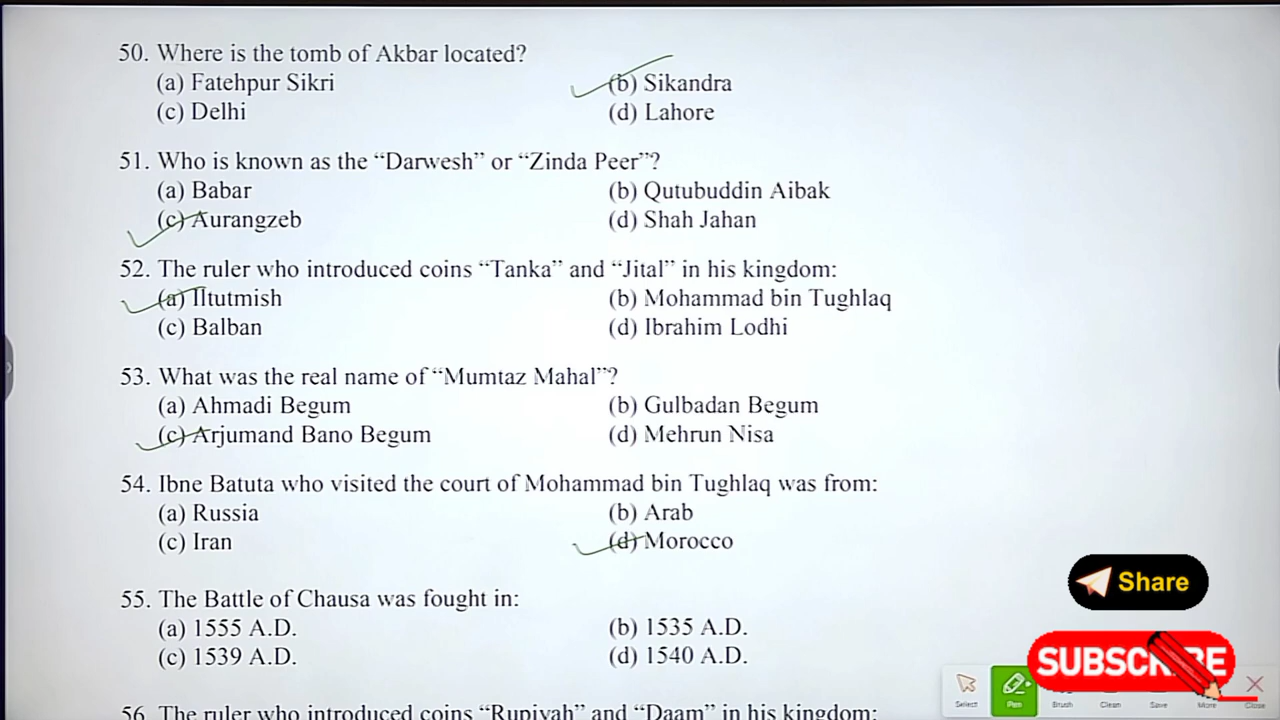 50. Where is the tomb of Akbar located?
(a) Fatehpur Sikri (b) Sikandra
(c) Delhi (d) Lahore
51. Who is known as the “Darwesh” or “Zinda Peer”?
(a) Babar (b) Qutubuddin Aibak
(c) Aurangzeb (d) Shah Jahan
52. The ruler who introduced coins “Tanka” and “Jital” in his kingdom:
(a) Iltutmish (b) Mohammad bin Tughlaq
(c) Balban (d) Ibrahim Lodhi
53. What was the real name of “Mumtaz Mahal”?
(a) Ahmadi Begum (b) Gulbadan Begum
(c) Arjumand Bano Begum (d) Mehrun Nisa
54. Ibne Batuta who visited the court of Mohammad bin Tughlaq was from:
(a) Russia (b) Arab
(c) Iran (d) Morocco
55. The Battle of Chausa was fought in:
(a) 1555 A.D. (b) 1535 A.D.
(c) 1539 A.D. (d) 1540 A.D.
56. The ruler who introduced coins “Rupiyah” and “Daam” in his kingdom:
Share
SUBSCRIBE
Select Pen Brush Clean Save More Close